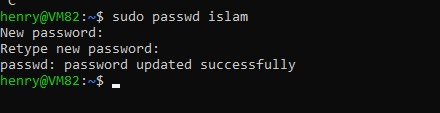 C
henry@VM82:~$ sudo passwd islam
New password:
Retype new password:
passwd: password updated successfully
henry@VM82:~$